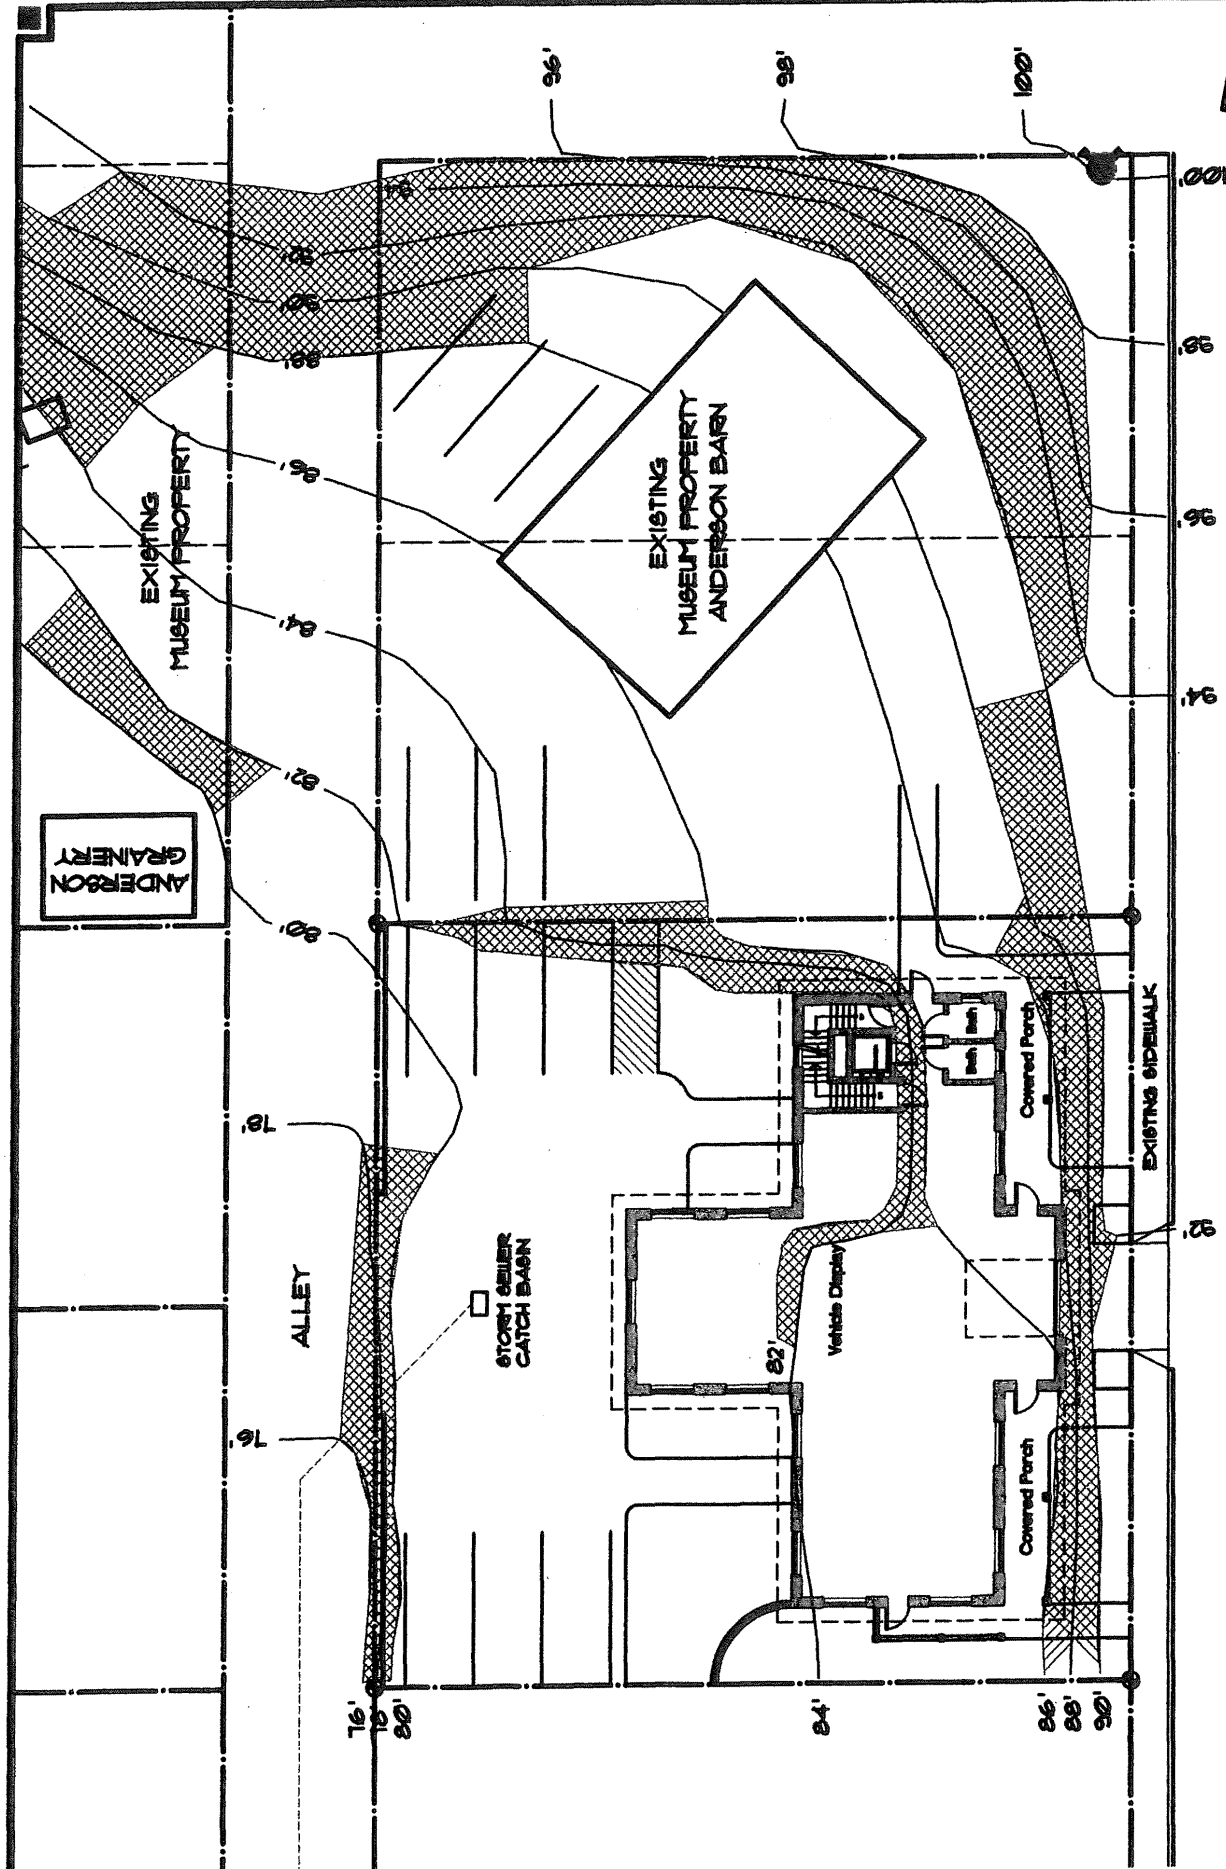 96'
98'
100'
100'
94'
92'
90'
88'
98'
EXISTING
MUSEUM PROPERTY
86'
EXISTING
MUSEUM PROPERTY
ANDERSON BARN
96'
84'
94'
82'
ANDERSON
GRAINERY
80'
EXISTING SIDEWALK
Bath
Bath
Covered Porch
78'
92'
ALLEY
STORM SEWER
CATCH BASIN
Vehicle Display
82'
76'
Covered Porch
76'
78'
80'
84'
86'
88'
90'